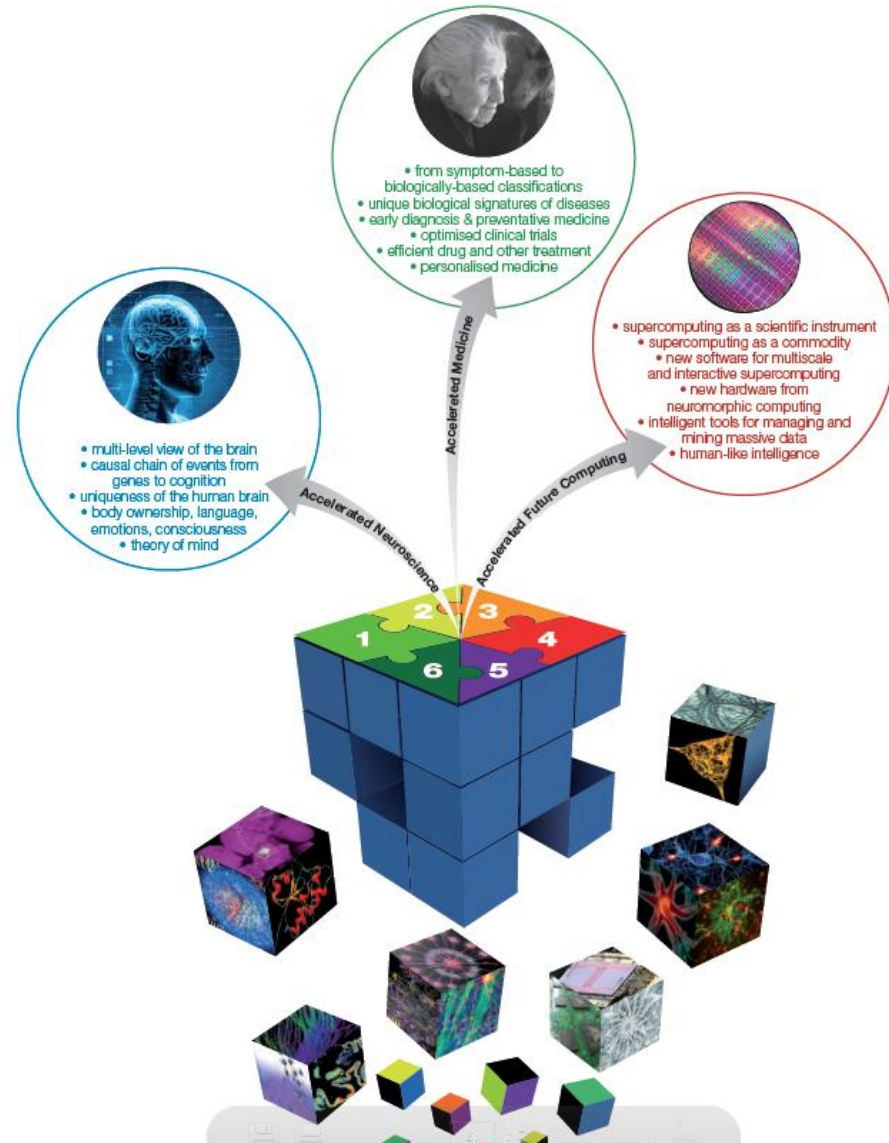 • from symptom-based to
biologically-based classifications
• unique biological signatures of diseases
• early diagnosis & preventative medicine
• optimised clinical trials
• efficient drug and other treatment
• personalised medicine
• supercomputing as a scientific instrument
• supercomputing as a commodity
• new software for multiscale
and interactive supercomputing
• new hardware from
neuromorphic computing
• intelligent tools for managing and
mining massive data
• human-like intelligence
• multi-level view of the brain
• causal chain of events from
genes to cognition
• uniqueness of the human brain
• body ownership, language,
emotions, consciousness
• theory of mind
Accelerated Neuroscience
Accelereted Medicine
Accelerated Future Computing
1
2
3
4
5
6